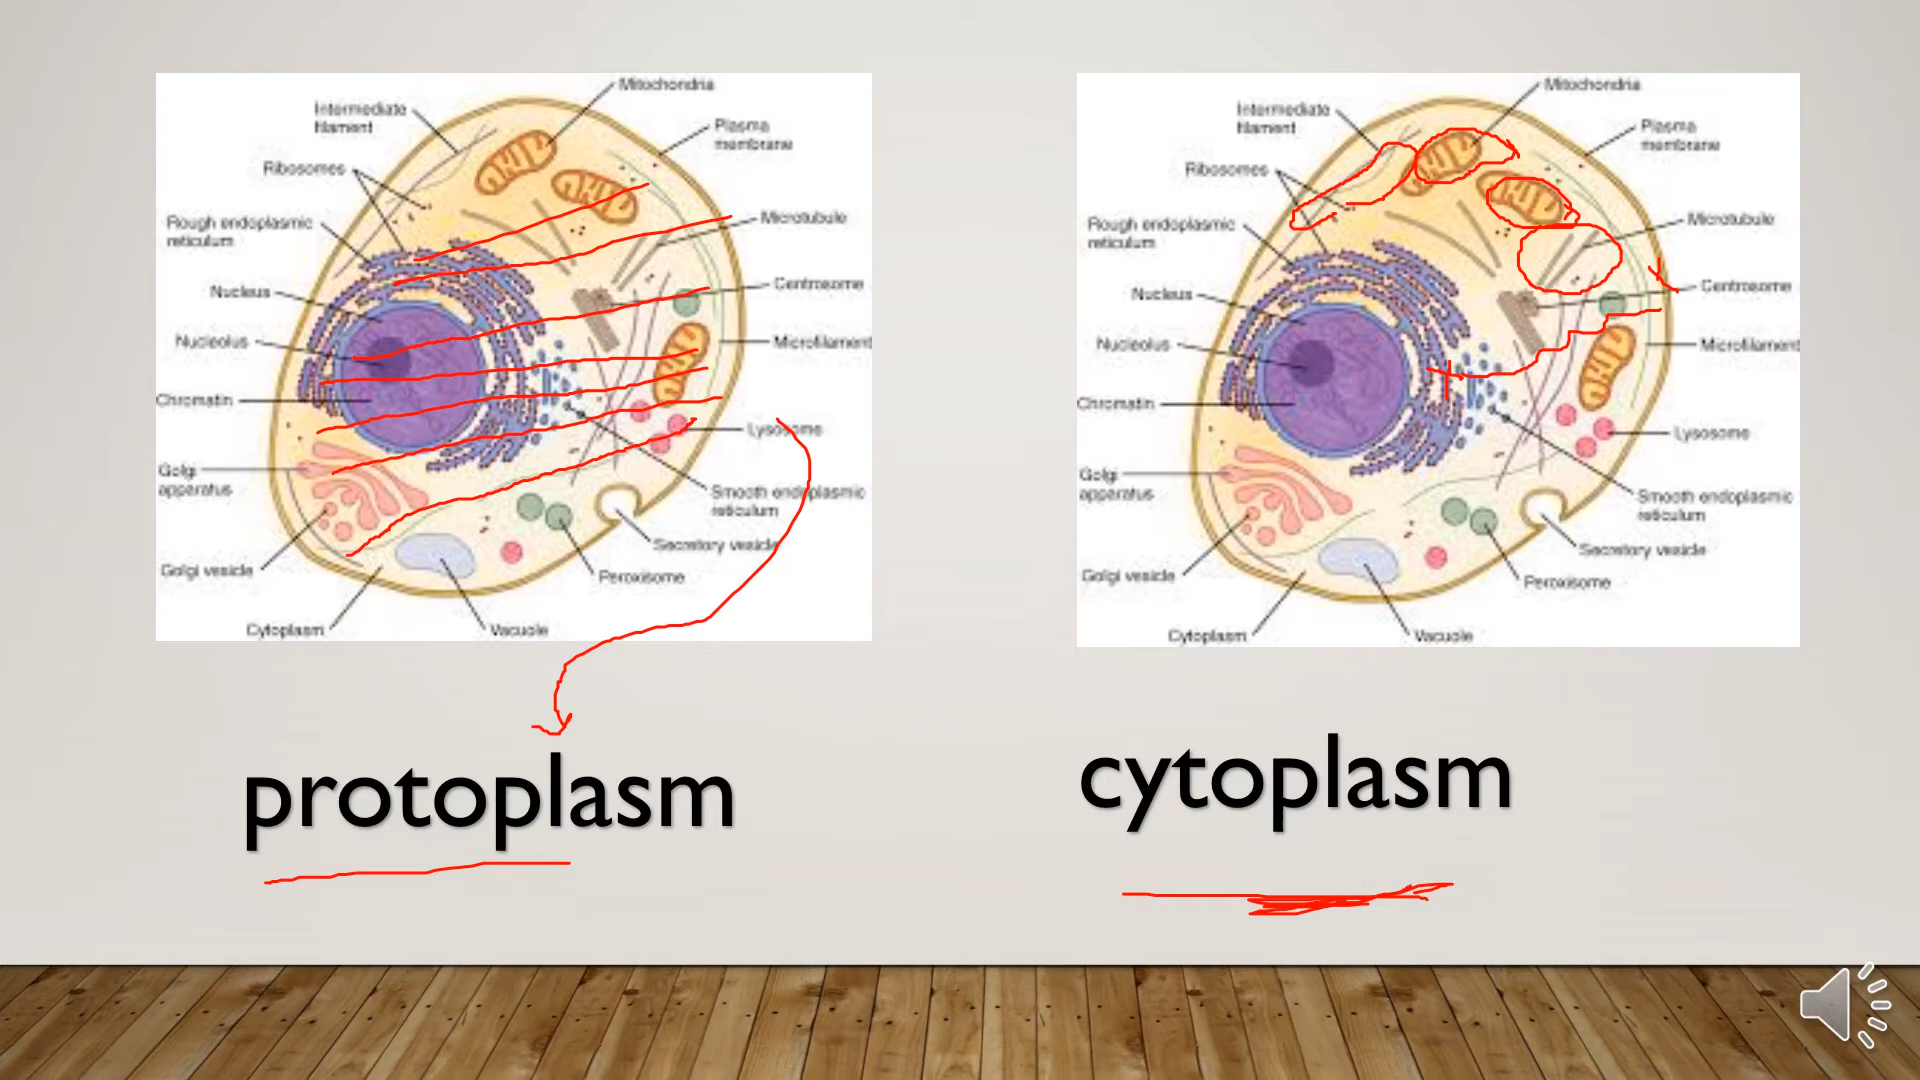 Mitochondria
Intermediate
filament
Plasma
membrane
Ribosomes
Rough endoplasmic
reticulum
Microtubule
Nucleus
Centrosome
Nucleolus
Microfilament
Chromatin
Lysosome
Golgi
apparatus
Smooth endoplasmic
reticulum
Secretory vesicle
Golgi vesicle
Peroxisome
Cytoplasm
Vacuole
protoplasm
Mitochondria
Intermediate
filament
Plasma
membrane
Ribosomes
Rough endoplasmic
reticulum
Microtubule
Nucleus
Centrosome
Nucleolus
Microfilament
Chromatin
Lysosome
Golgi
apparatus
Smooth endoplasmic
reticulum
Secretory vesicle
Golgi vesicle
Peroxisome
Cytoplasm
Vacuole
cytoplasm